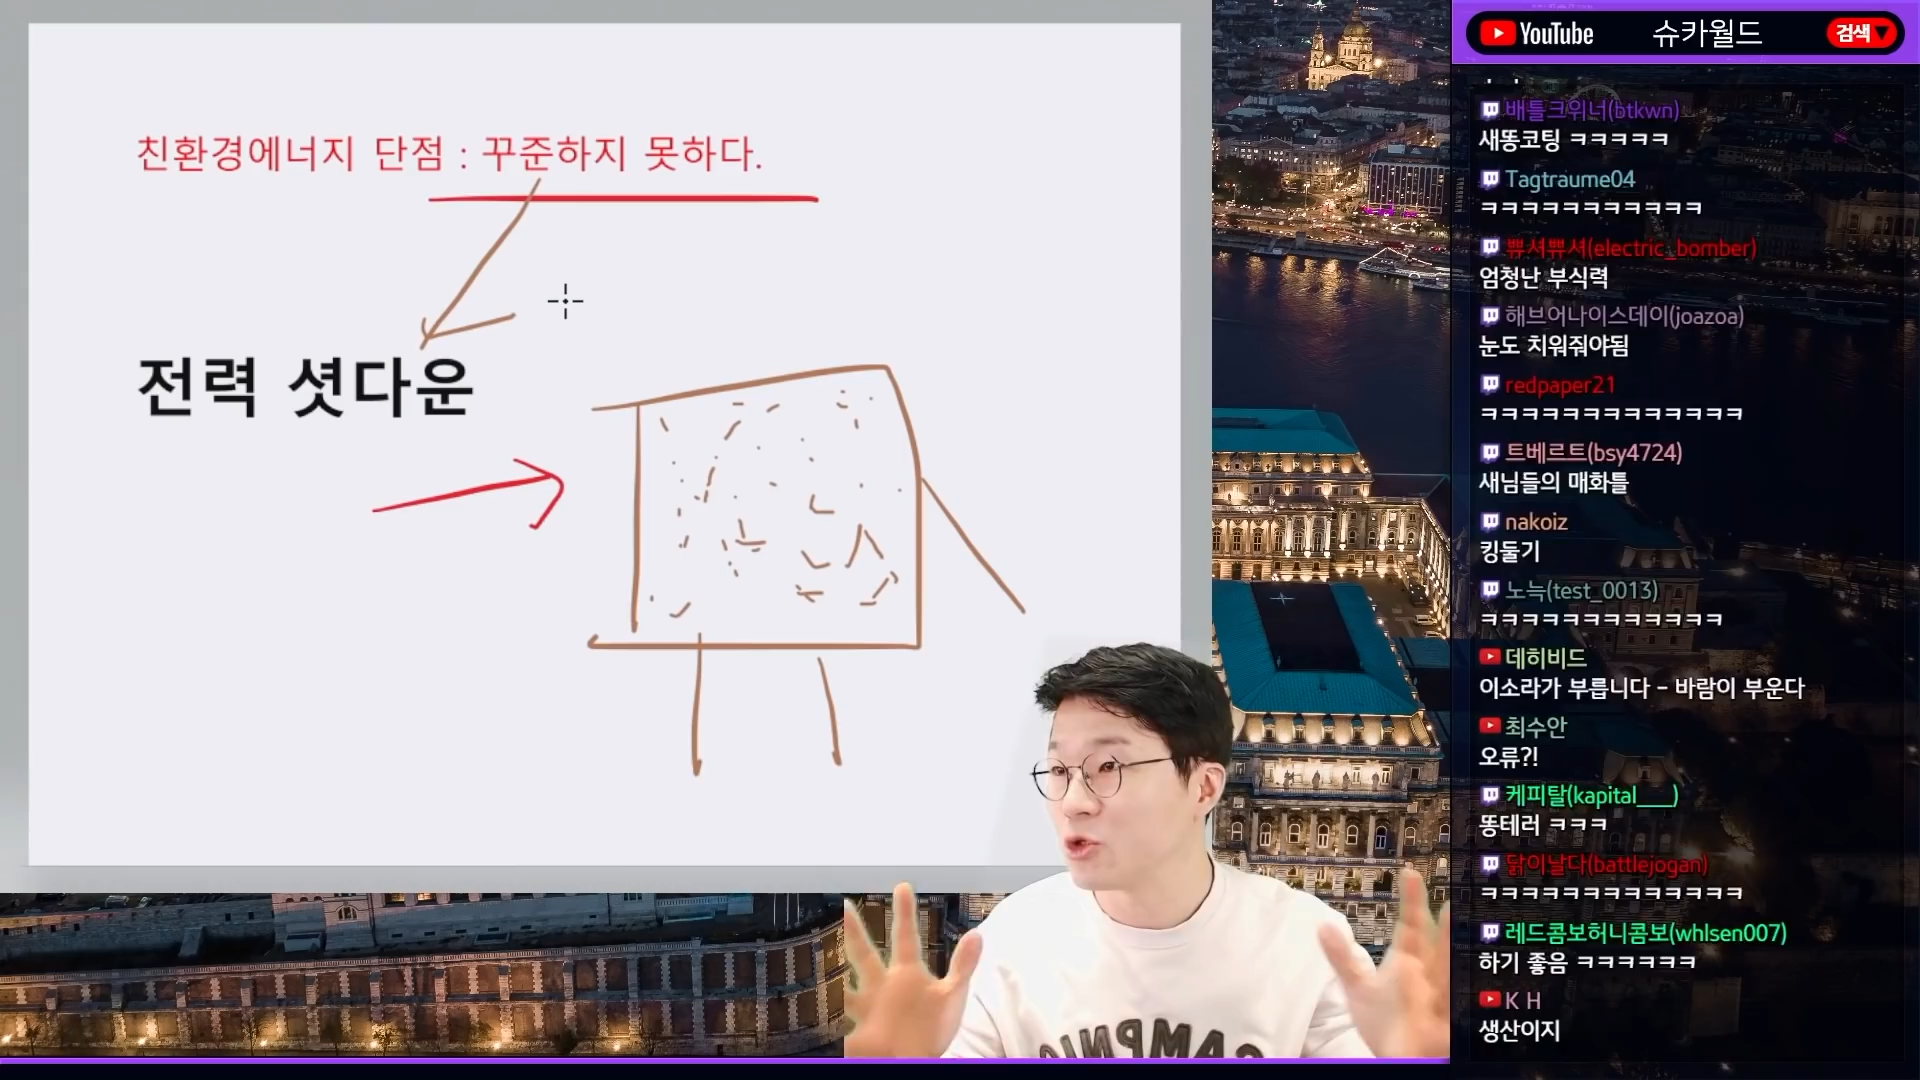 친환경에너지 단점 : 꾸준하지 못하다.
전력 셧다운
CAMPNIC
YouTube 슈카월드 검색▼
배틀크위너(btkwn)
새똥코팅 ㅋㅋㅋㅋㅋ
Tagtraume04
ㅋㅋㅋㅋㅋㅋㅋㅋㅋㅋㅋ
쀼셔쀼셔(electric_bomber)
엄청난 부식력
해브어나이스데이(joazoa)
눈도 치워줘야됨
redpaper21
ㅋㅋㅋㅋㅋㅋㅋㅋㅋㅋㅋㅋㅋ
트베르트(bsy4724)
새님들의 매화틀
nakoiz
킹둘기
노늑(test_0013)
ㅋㅋㅋㅋㅋㅋㅋㅋㅋㅋㅋㅋ
데히비드
이소라가 부릅니다 - 바람이 부운다
최수안
오류?!
케피탈(kapital___)
똥테러 ㅋㅋㅋ
닭이날다(battlejogan)
ㅋㅋㅋㅋㅋㅋㅋㅋㅋㅋㅋㅋㅋ
레드콤보허니콤보(whlsen007)
하기 좋음 ㅋㅋㅋㅋㅋㅋ
K H
생산이지